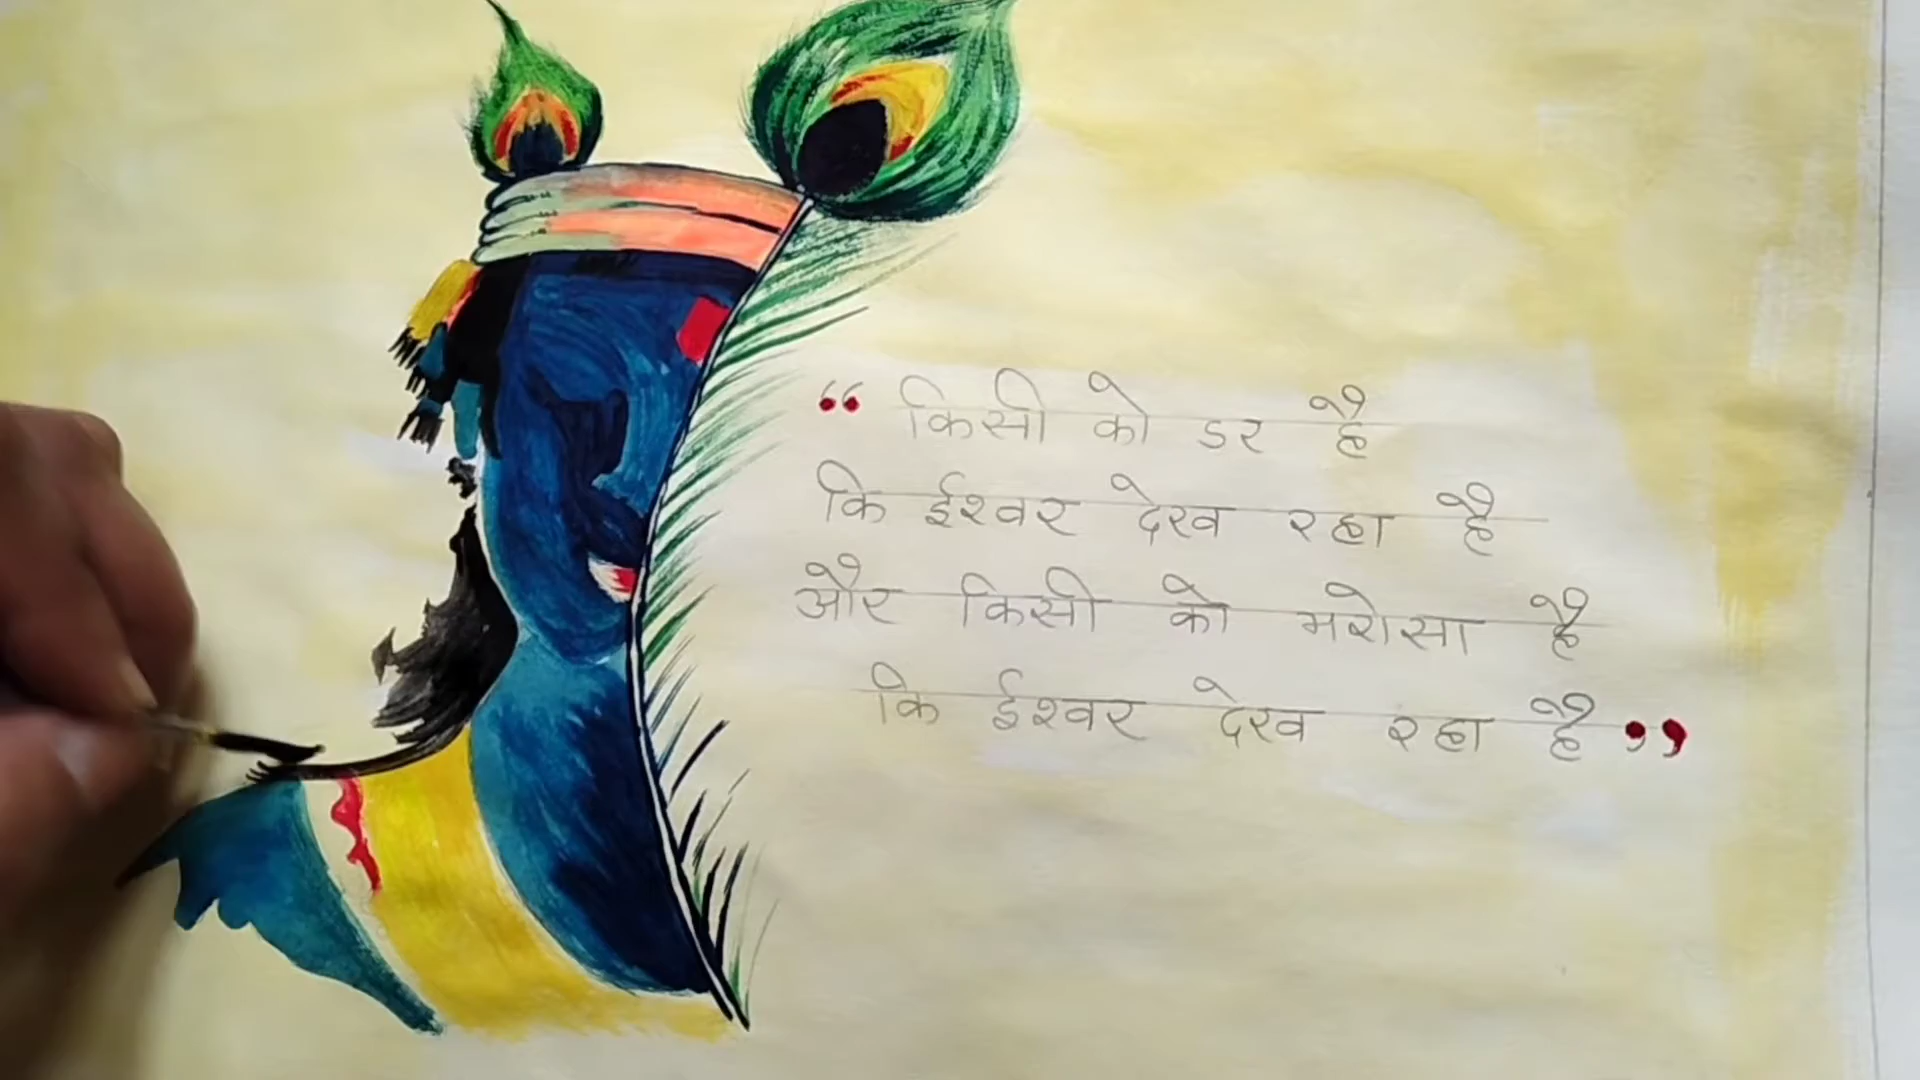 “ किसी को डर है
कि ईश्वर देख रहा है
और किसी को भरोसा है
कि ईश्वर देख रहा है ”